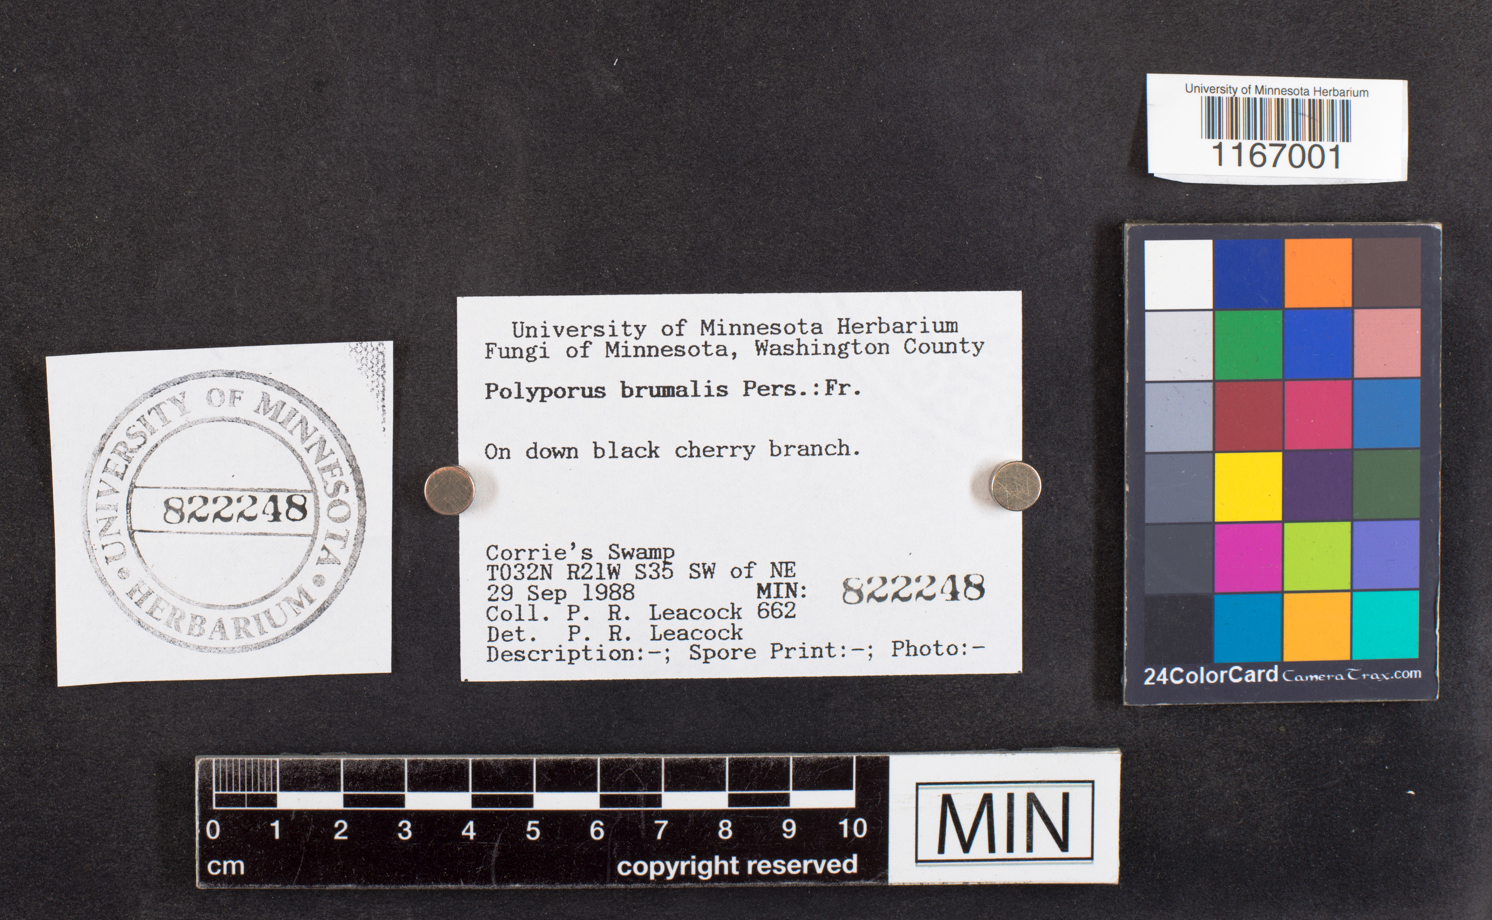 University of Minnesota Herbarium
1167001
University of Minnesota Herbarium
Fungi of Minnesota, Washington County
Polyporus brumalis Pers.:Fr.
On down black cherry branch.
Corrie's Swamp
T032N R21W S35 SW of NE
29 Sep 1988 MIN: 822248
Coll. P. R. Leacock 662
Det. P. R. Leacock
Description:-; Spore Print:-; Photo:-
UNIVERSITY OF MINNESOTA
822248
HERBARIUM
24ColorCard CameraTrax.com
0 1 2 3 4 5 6 7 8 9 10
cm copyright reserved
MIN